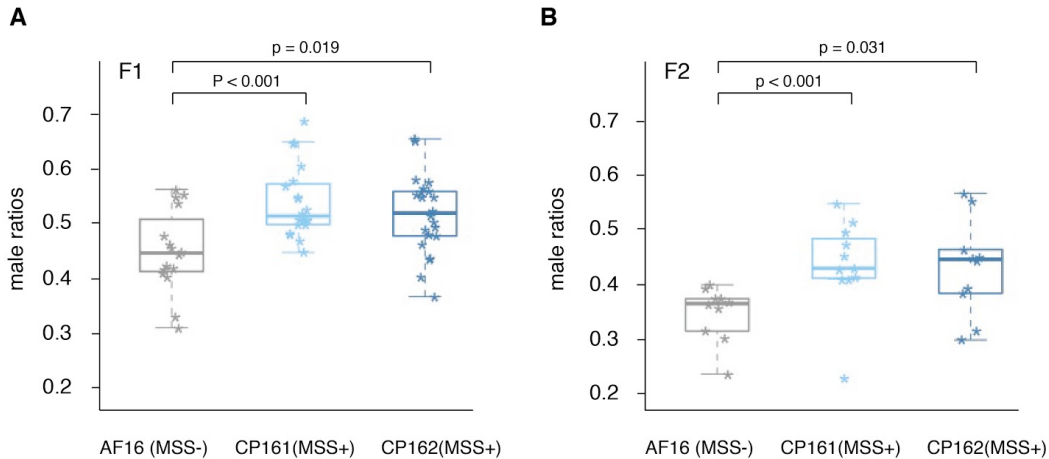 A
p = 0.019
F1
P < 0.001
0.7
0.6
0.5
0.4
0.3
0.2
male ratios
AF16 (MSS-)
CP161(MSS+)
CP162(MSS+)
B
p = 0.031
F2
p < 0.001
0.7
0.6
0.5
0.4
0.3
0.2
male ratios
AF16 (MSS-)
CP161(MSS+)
CP162(MSS+)